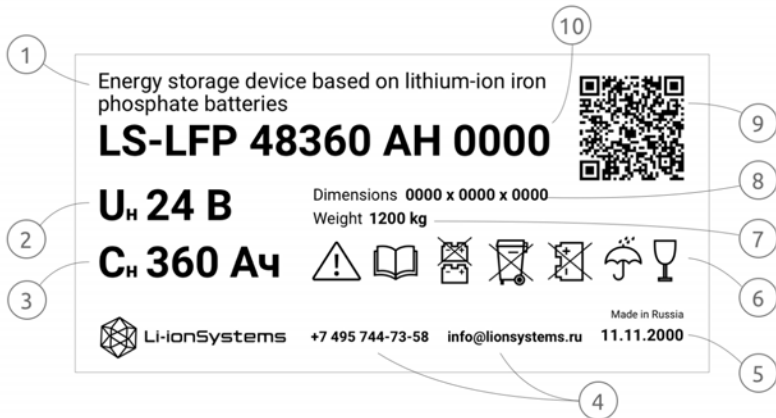 10
1
Energy storage device based on lithium-ion iron
phosphate batteries
LS-LFP 48360 AH 0000
9
Uн 24 В
Dimensions 0000 x 0000 x 0000
8
2
Weight 1200 kg
7
Cн 360 Ач
3
6
Made in Russia
Li-ionSystems
+7 495 744-73-58
info@lionsystems.ru
11.11.2000
5
4